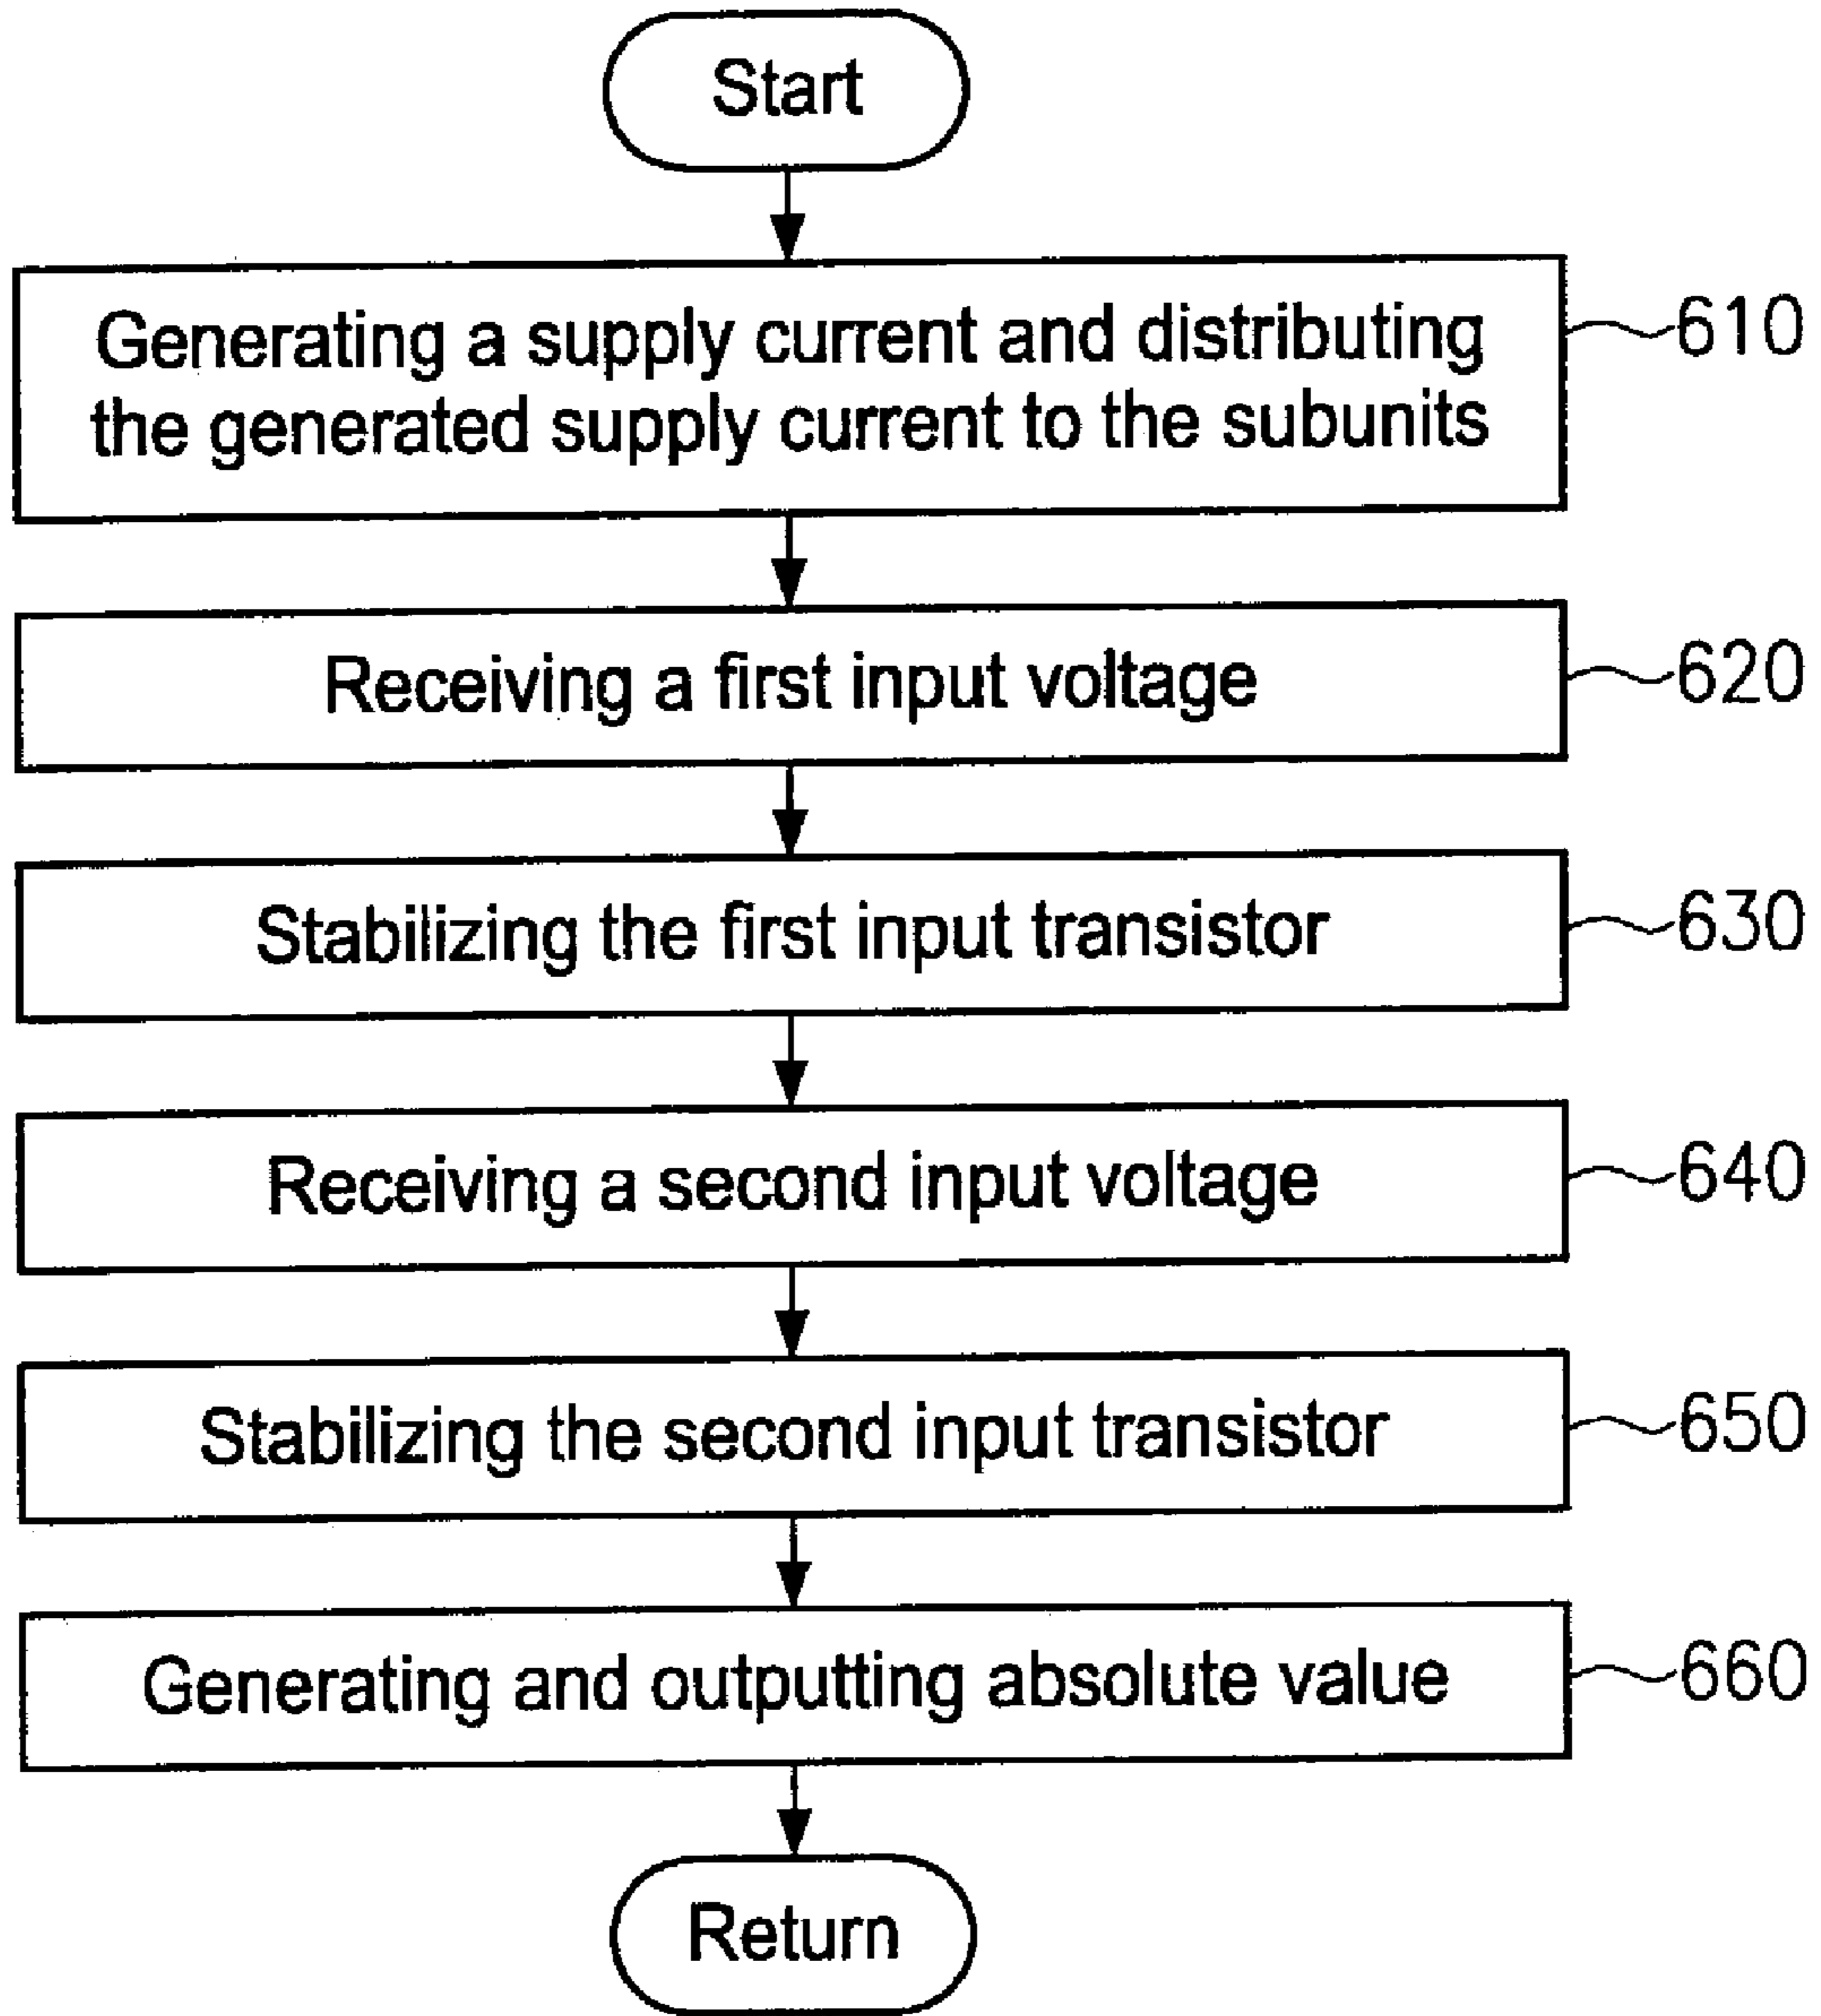 Start
Generating a supply current and distributing
the generated supply current to the subunits
610
Receiving a first input voltage
620
Stabilizing the first input transistor
630
Receiving a second input voltage
640
Stabilizing the second input transistor
650
Generating and outputting absolute value
660
Return